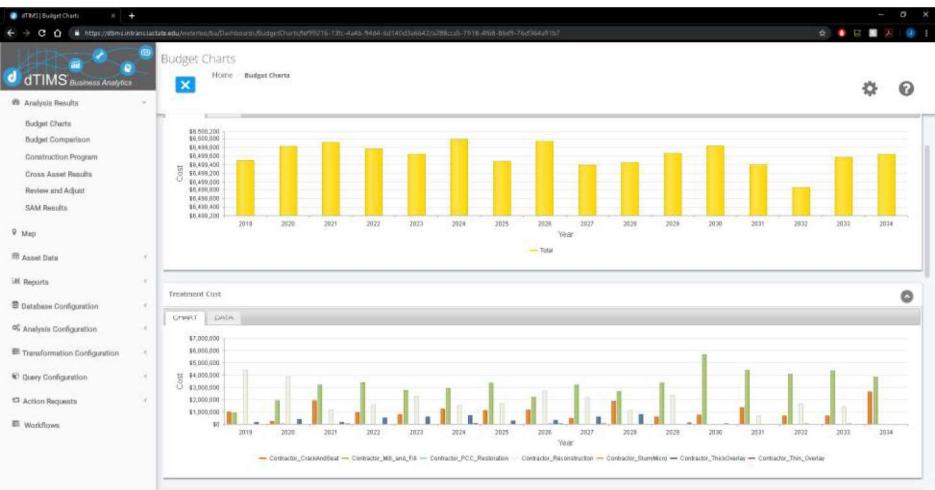 dTIMS | Budget Charts
dTIMS Business Analytics
Budget Charts
Home Budget Charts
Analysis Results
Budget Charts
Budget Comparison
Construction Program
Cross Asset Results
Review and Adjust
SAM Results
Map
Asset Data
Reports
Database Configuration
Analysis Configuration
Transformation Configuration
Query Configuration
Action Requests
Workflows
Cost
2019 2020 2021 2022 2023 2024 2025 2026 2027 2028 2029 2030 2031 2032 2033 2034
Year
Total
Treatment Cost
CHART DATA
$7,000,000
$6,000,000
$5,000,000
$4,000,000
$3,000,000
$2,000,000
$1,000,000
$0
Cost
2019 2020 2021 2022 2023 2024 2025 2026 2027 2028 2029 2030 2031 2032 2033 2034
Year
Contractor_CrackAndSeat Contractor_Mill_and_Fill Contractor_PCC_Restoration Contractor_Reconstruction Contractor_SlurryMicro Contractor_ThickOverlay Contractor_Thin_Overlay